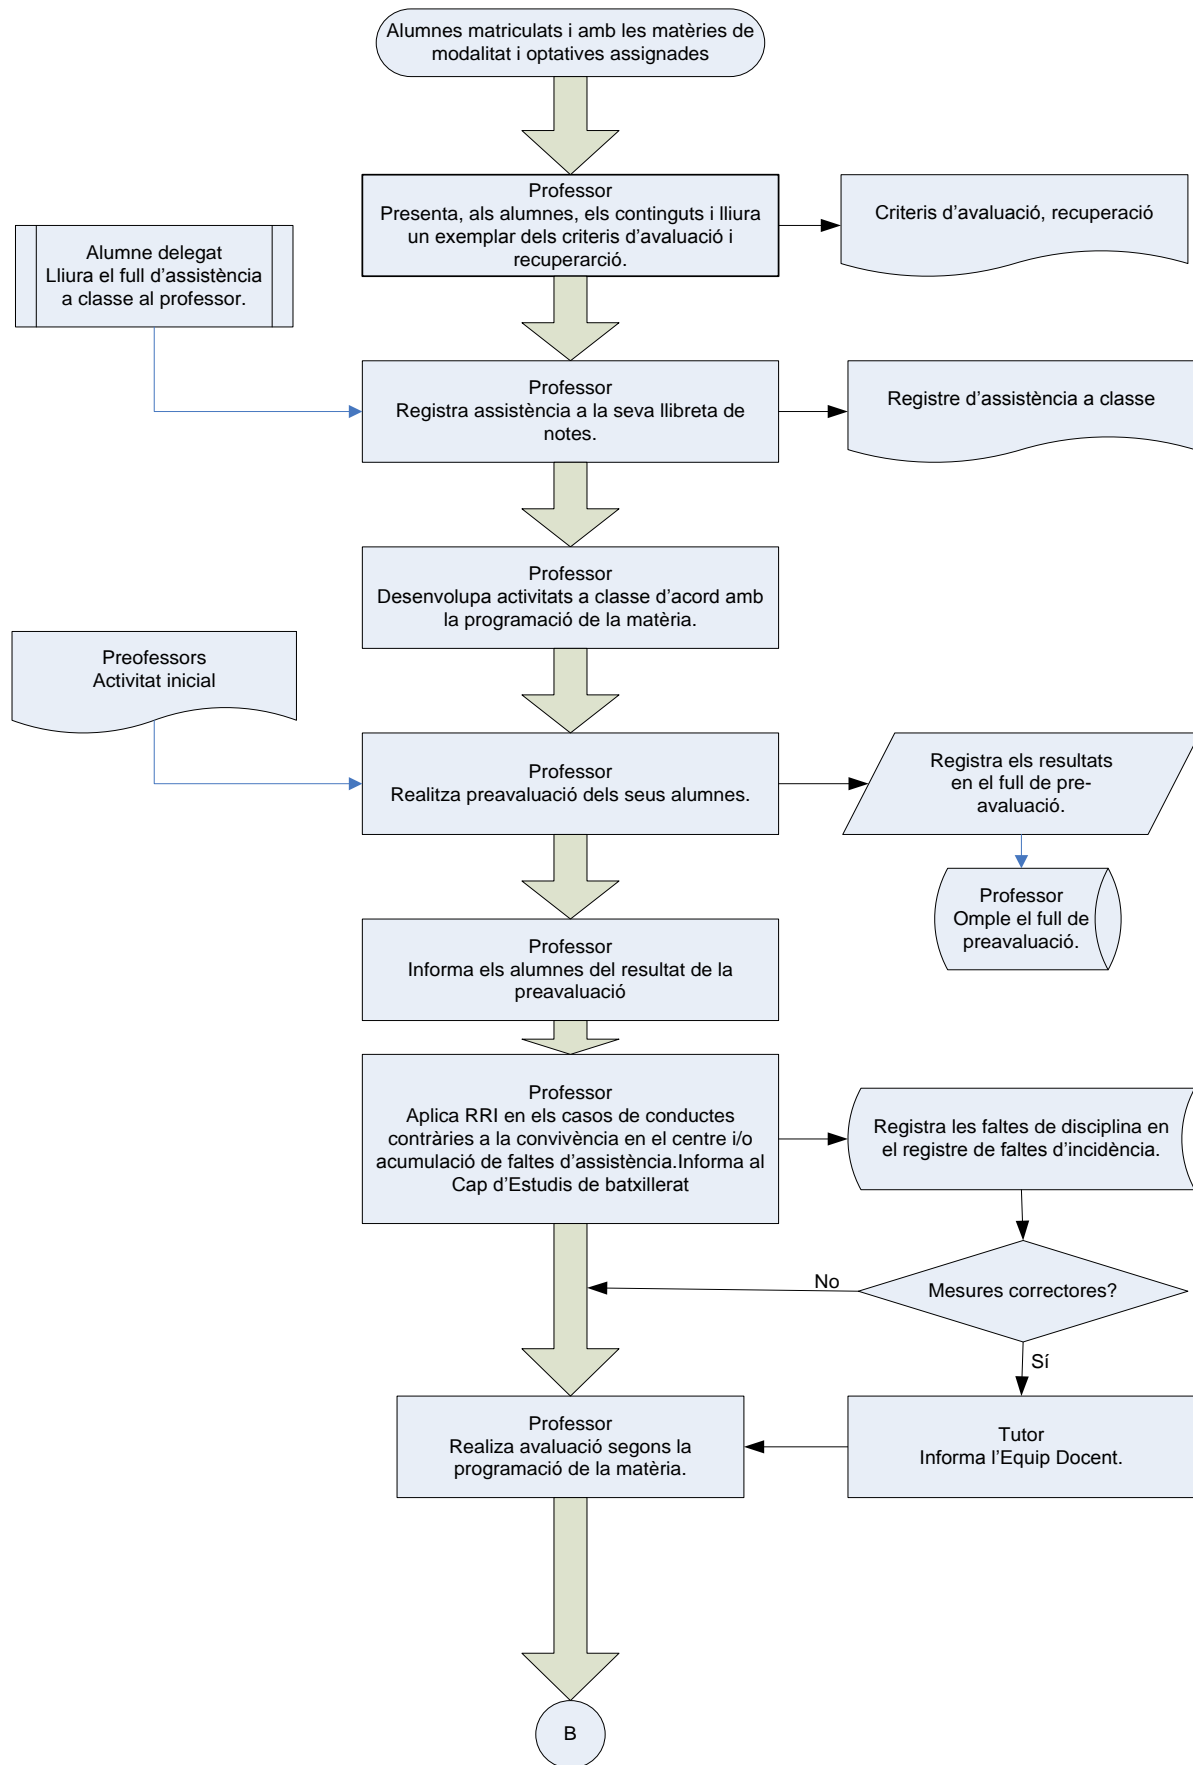 Alumnes matriculats i amb les matèries de
modalitat i optatives assignades
Professor
Presenta, als alumnes, els continguts i lliura
un exemplar dels criteris d’avaluació i
recuperarció.
Criteris d’avaluació, recuperació
Alumne delegat
Lliura el full d’assistència
a classe al professor.
Professor
Registra assistència a la seva llibreta de
notes.
Registre d’assistència a classe
Professor
Desenvolupa activitats a classe d’acord amb
la programació de la matèria.
Preofessors
Activitat inicial
Professor
Realitza preavaluació dels seus alumnes.
Registra els resultats
en el full de pre-
avaluació.
Professor
Omple el full de
preavaluació.
Professor
Informa els alumnes del resultat de la
preavaluació
Professor
Aplica RRI en els casos de conductes
contràries a la convivència en el centre i/o
acumulació de faltes d’assistència.Informa al
Cap d’Estudis de batxillerat
Registra les faltes de disciplina en
el registre de faltes d’incidència.
No
Mesures correctores?
Sí
Professor
Realiza avaluació segons la
programació de la matèria.
Tutor
Informa l’Equip Docent.
B